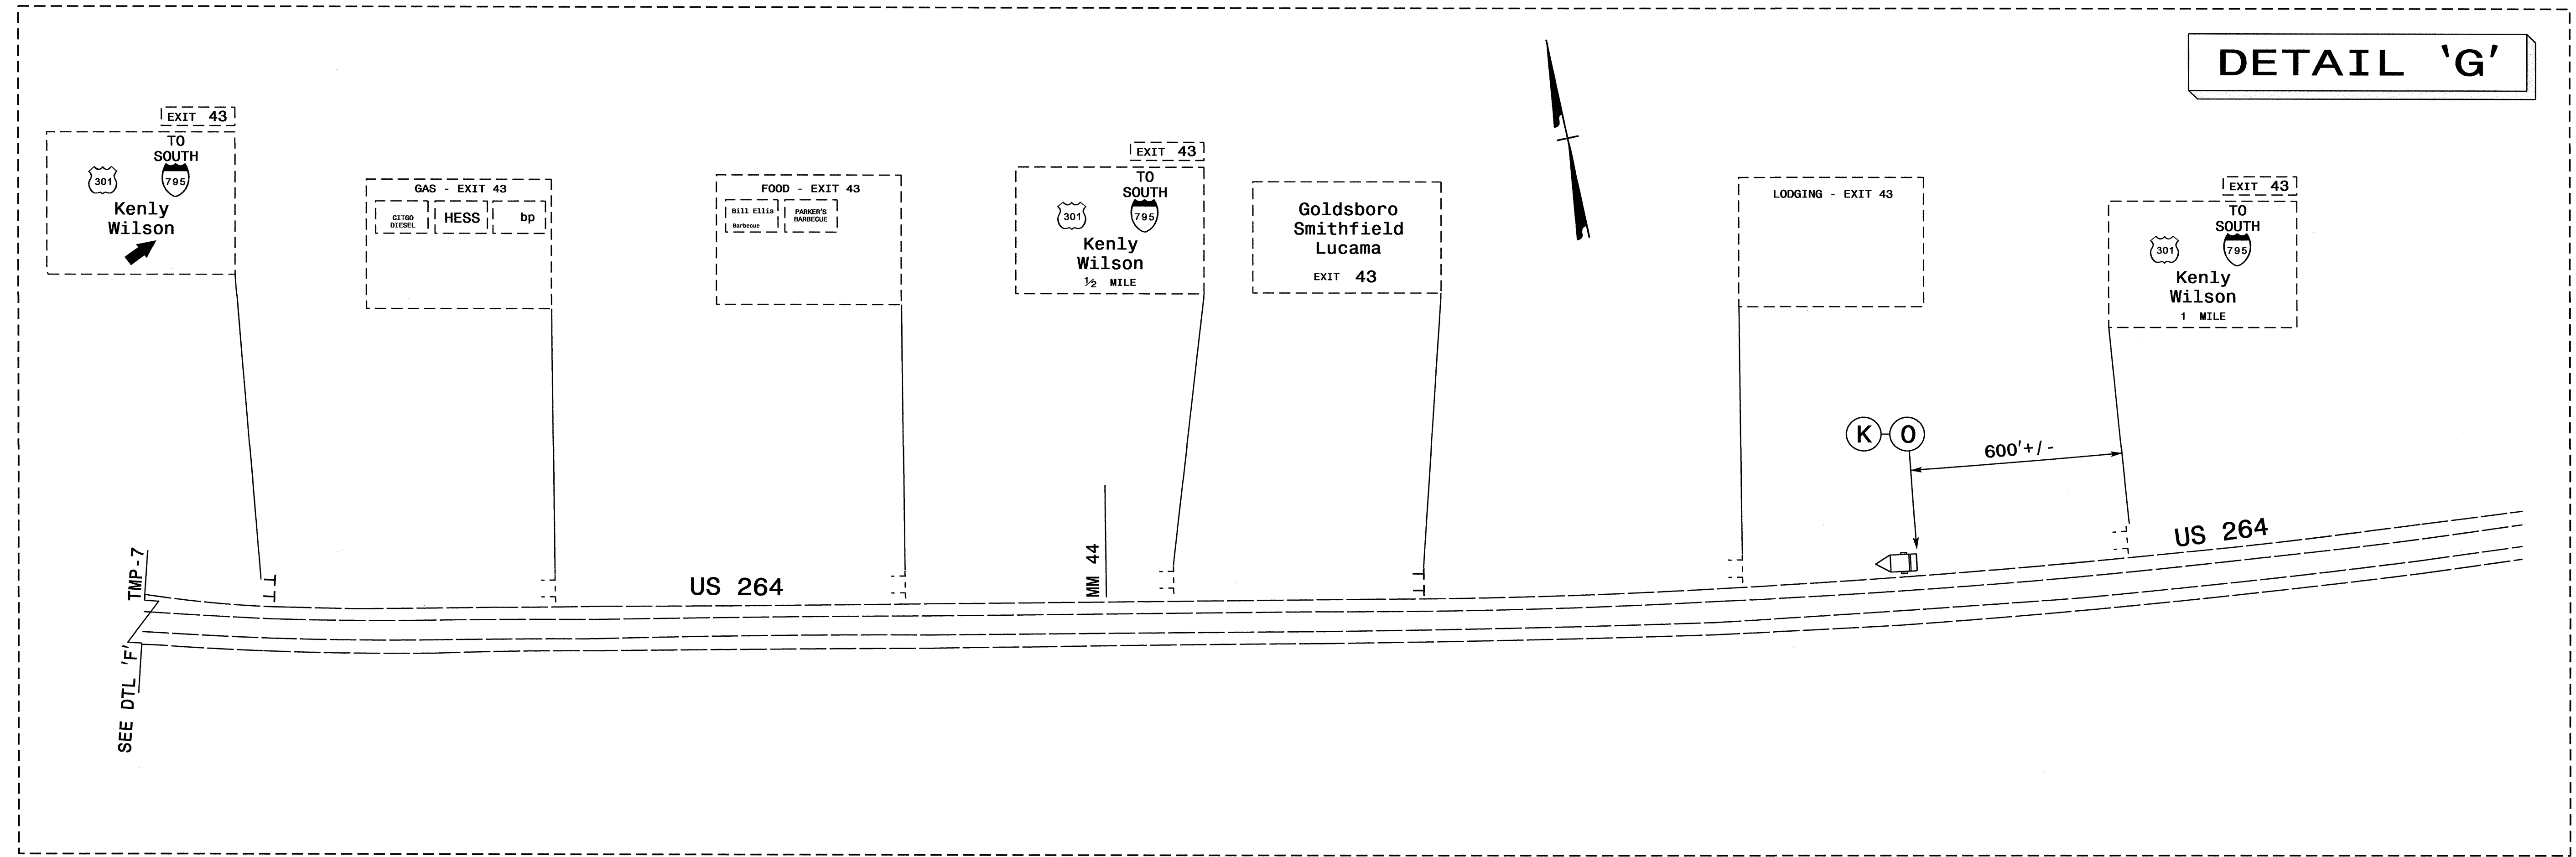 DETAIL 'G'
EXIT 43
TO
SOUTH
301 795
Kenly
Wilson
GAS - EXIT 43
CITGO
DIESEL
HESS
bp
FOOD - EXIT 43
Bill Ellis
Barbecue
PARKER'S
BARBECUE
EXIT 43
TO
SOUTH
301 795
Kenly
Wilson
1/2 MILE
Goldsboro
Smithfield
Lucama
EXIT 43
LODGING - EXIT 43
EXIT 43
TO
SOUTH
301 795
Kenly
Wilson
1 MILE
K O
600'+/-
TMP-7
SEE DTL 'F'
US 264
MM 44
US 264